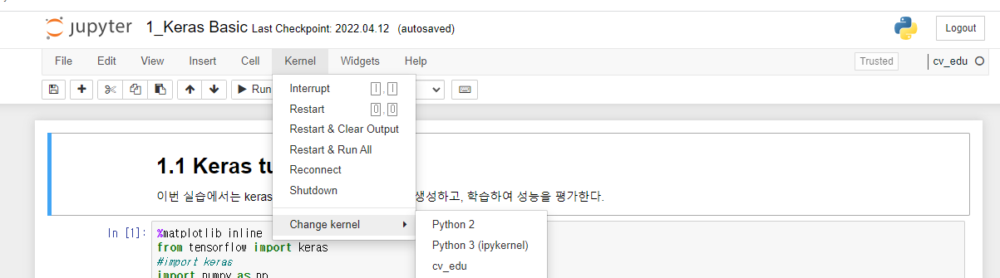 jupyter 1_Keras Basic Last Checkpoint: 2022.04.12 (autosaved)
Logout
File Edit View Insert Cell Kernel Widgets Help
Trusted
cv_edu
Run
Interrupt I , I
Restart 0 , 0
Restart & Clear Output
Restart & Run All
Reconnect
Shutdown
Change kernel
Python 2
Python 3 (ipykernel)
cv_edu
1.1 Keras tu
이번 실습에서는 keras 생성하고, 학습하여 성능을 평가한다.
In [1]:
%matplotlib inline
from tensorflow import keras
#import keras
import numpy as np